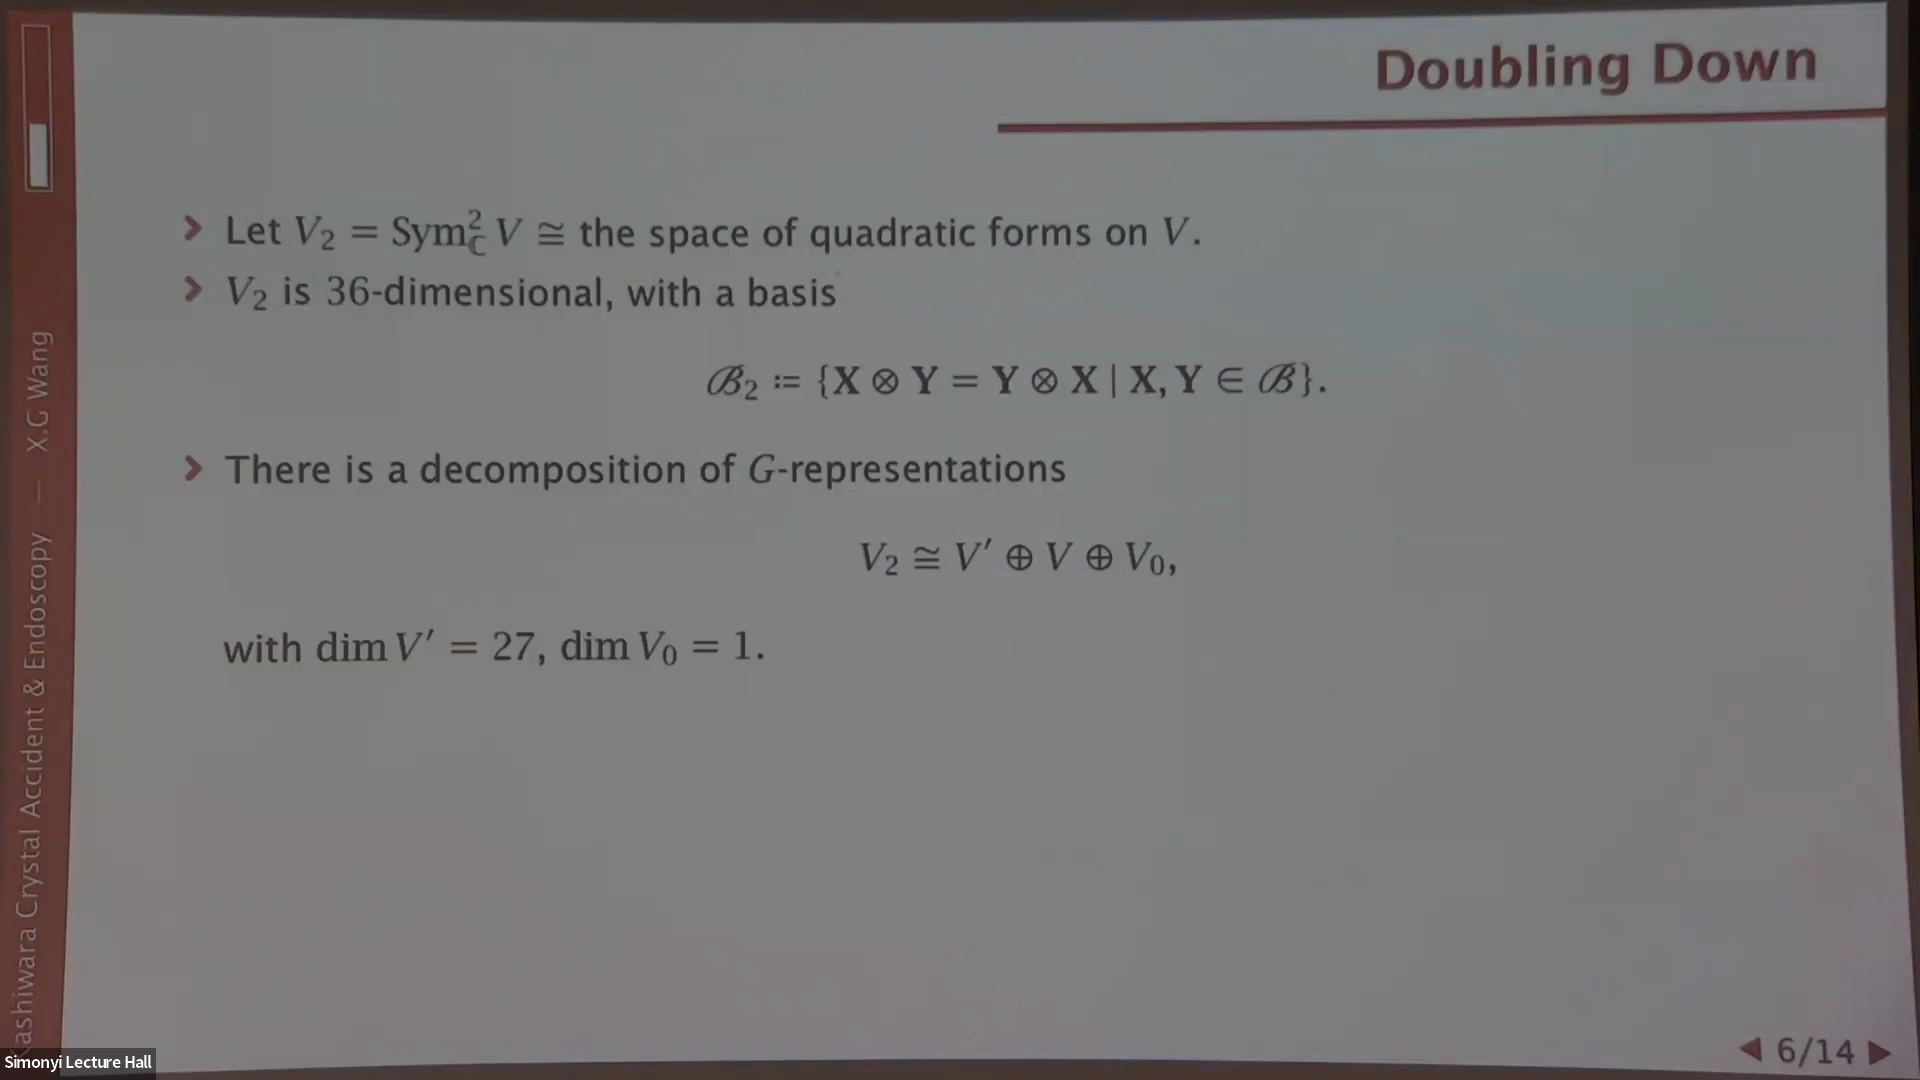 Doubling Down
Let V₂ = Sym²_C V ≅ the space of quadratic forms on V.
V₂ is 36-dimensional, with a basis
ℬ₂ := {X ⊗ Y = Y ⊗ X | X, Y ∈ ℬ}.
There is a decomposition of G-representations
V₂ ≅ V′ ⊕ V ⊕ V₀,
with dim V′ = 27, dim V₀ = 1.
Kashiwara Crystal Accident & Endoscopy — X.G Wang
6/14
Simonyi Lecture Hall